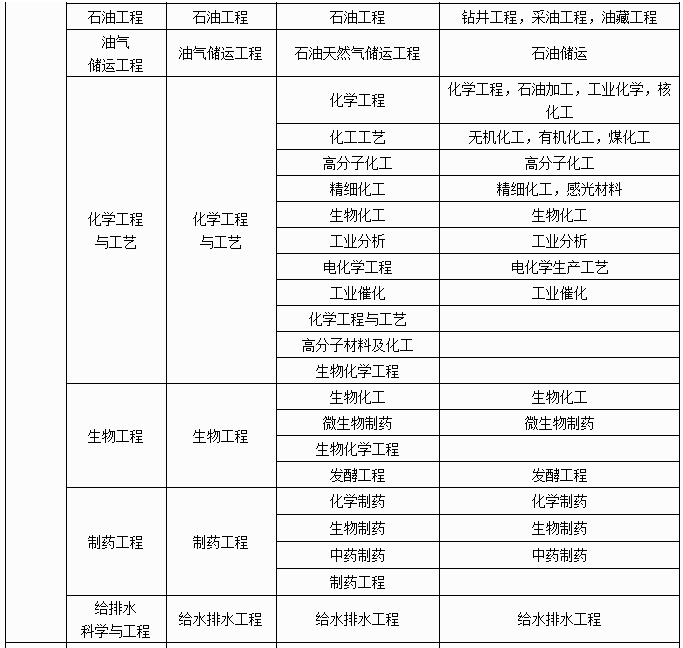 石油工程 石油工程 石油工程 钻井工程，采油工程，油藏工程
油气
储运工程 油气储运工程 石油天然气储运工程 石油储运
化学工程
与工艺 化学工程
与工艺 化学工程 化学工程，石油加工，工业化学，核
化工
化工工艺 无机化工，有机化工，煤化工
高分子化工 高分子化工
精细化工 精细化工，感光材料
生物化工 生物化工
工业分析 工业分析
电化学工程 电化学生产工艺
工业催化 工业催化
化学工程与工艺
高分子材料及化工
生物化学工程
生物工程 生物工程 生物化工 生物化工
微生物制药 微生物制药
生物化学工程
发酵工程 发酵工程
制药工程 制药工程 化学制药 化学制药
生物制药 生物制药
中药制药 中药制药
制药工程
给排水
科学与工程 给水排水工程 给水排水工程 给水排水工程